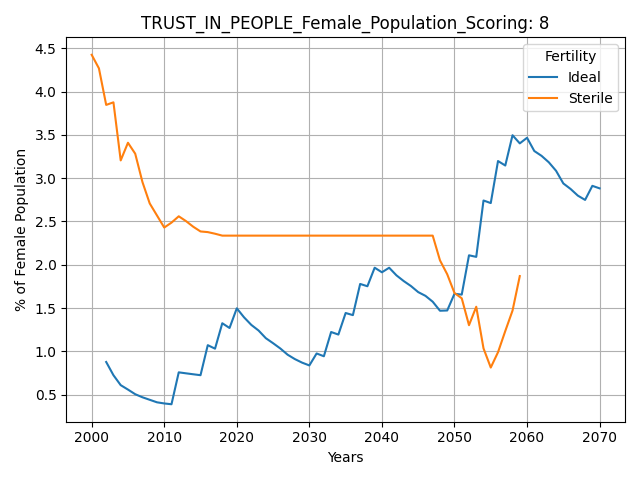 TRUST_IN_PEOPLE_Female_Population_Scoring: 8
Fertility
Ideal
Sterile
% of Female Population
4.5
4.0
3.5
3.0
2.5
2.0
1.5
1.0
0.5
2000 2010 2020 2030 2040 2050 2060 2070
Years